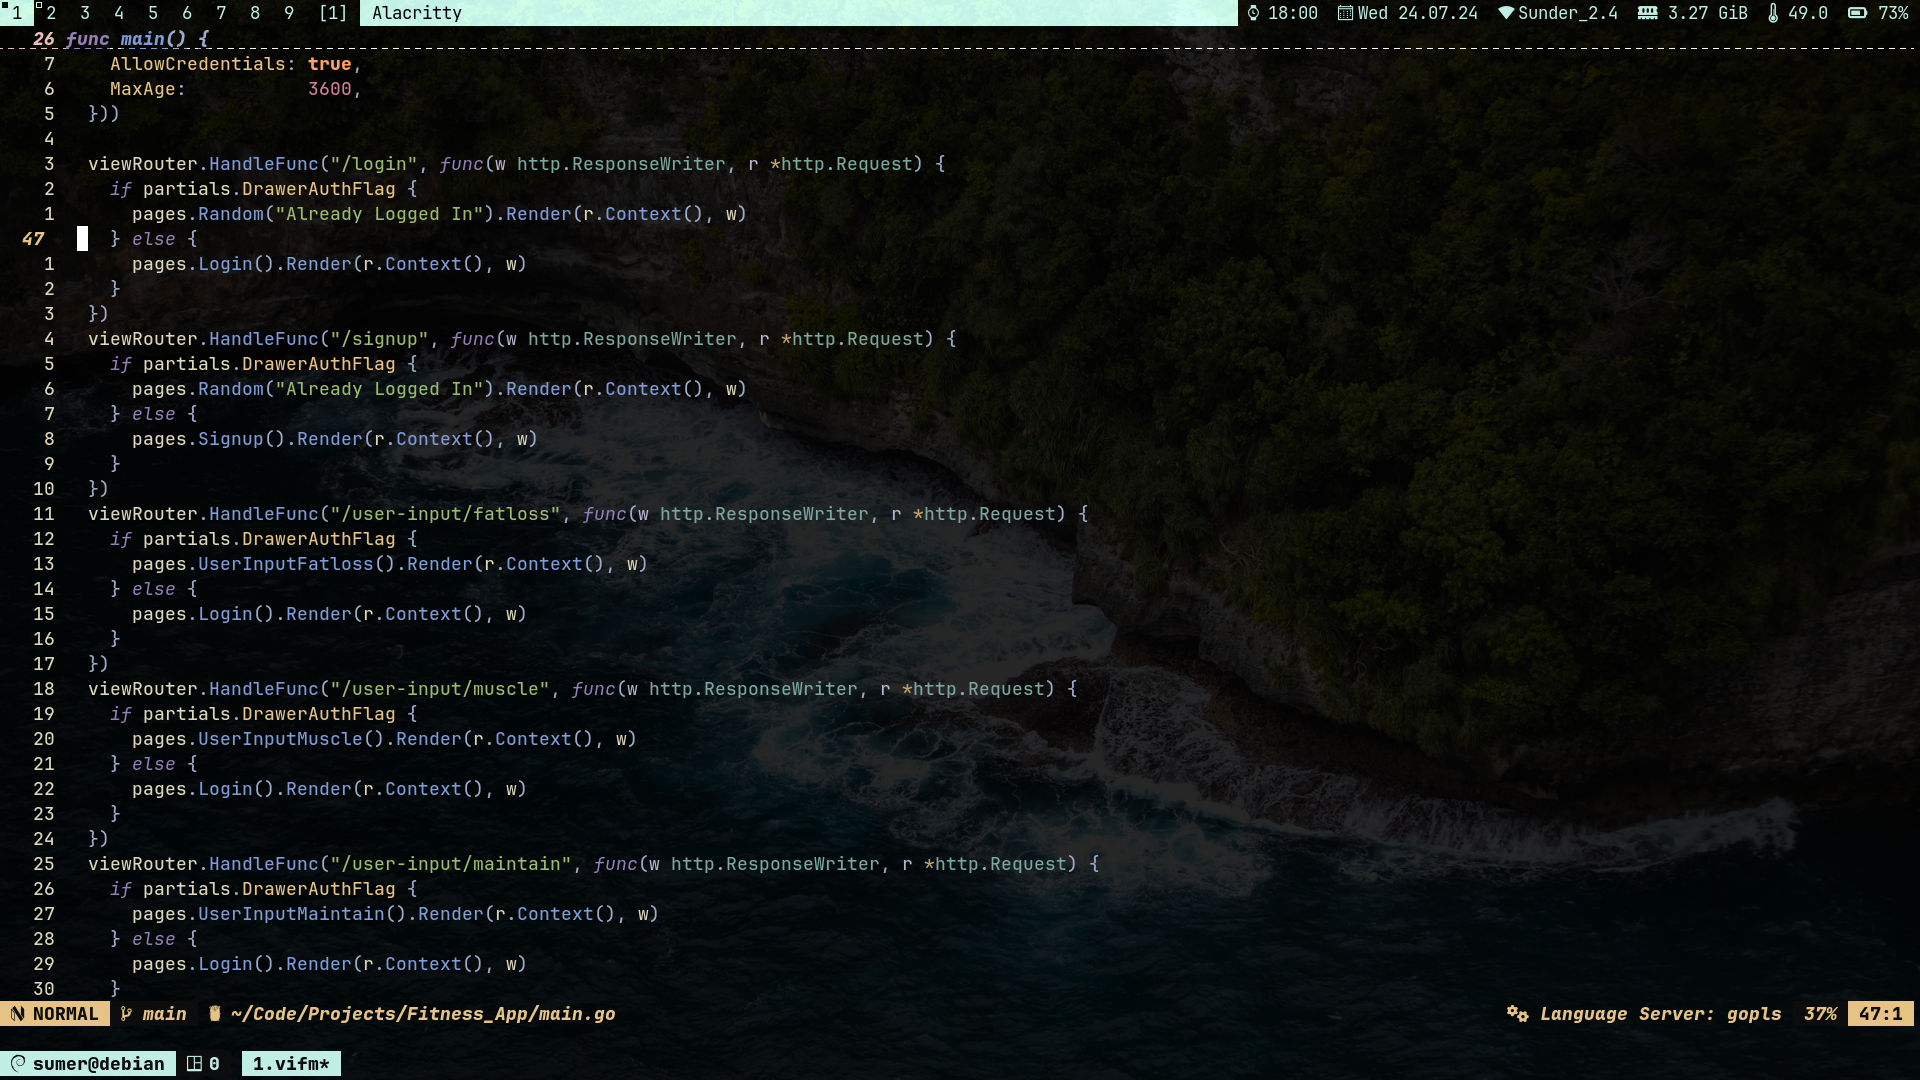 1 2 3 4 5 6 7 8 9 [1] Alacritty 18:00 Wed 24.07.24 Sunder_2.4 3.27 GiB 49.0 73%
26 func main() {
7     AllowCredentials: true,
6     MaxAge:           3600,
5   }))
4
3   viewRouter.HandleFunc("/login", func(w http.ResponseWriter, r *http.Request) {
2     if partials.DrawerAuthFlag {
1       pages.Random("Already Logged In").Render(r.Context(), w)
47     } else {
1       pages.Login().Render(r.Context(), w)
2     }
3   })
4   viewRouter.HandleFunc("/signup", func(w http.ResponseWriter, r *http.Request) {
5     if partials.DrawerAuthFlag {
6       pages.Random("Already Logged In").Render(r.Context(), w)
7     } else {
8       pages.Signup().Render(r.Context(), w)
9     }
10   })
11   viewRouter.HandleFunc("/user-input/fatloss", func(w http.ResponseWriter, r *http.Request) {
12     if partials.DrawerAuthFlag {
13       pages.UserInputFatloss().Render(r.Context(), w)
14     } else {
15       pages.Login().Render(r.Context(), w)
16     }
17   })
18   viewRouter.HandleFunc("/user-input/muscle", func(w http.ResponseWriter, r *http.Request) {
19     if partials.DrawerAuthFlag {
20       pages.UserInputMuscle().Render(r.Context(), w)
21     } else {
22       pages.Login().Render(r.Context(), w)
23     }
24   })
25   viewRouter.HandleFunc("/user-input/maintain", func(w http.ResponseWriter, r *http.Request) {
26     if partials.DrawerAuthFlag {
27       pages.UserInputMaintain().Render(r.Context(), w)
28     } else {
29       pages.Login().Render(r.Context(), w)
30     }
NORMAL main ~/Code/Projects/Fitness_App/main.go Language Server: gopls 37% 47:1
sumer@debian 0 1.vifm*